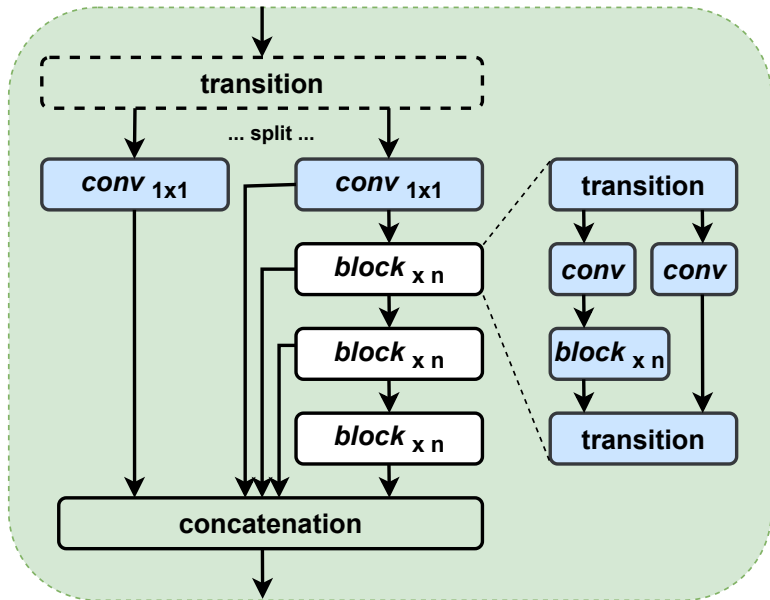 transition
... split ...
conv 1x1
conv 1x1
transition
block x n
conv
conv
block x n
block x n
block x n
transition
concatenation